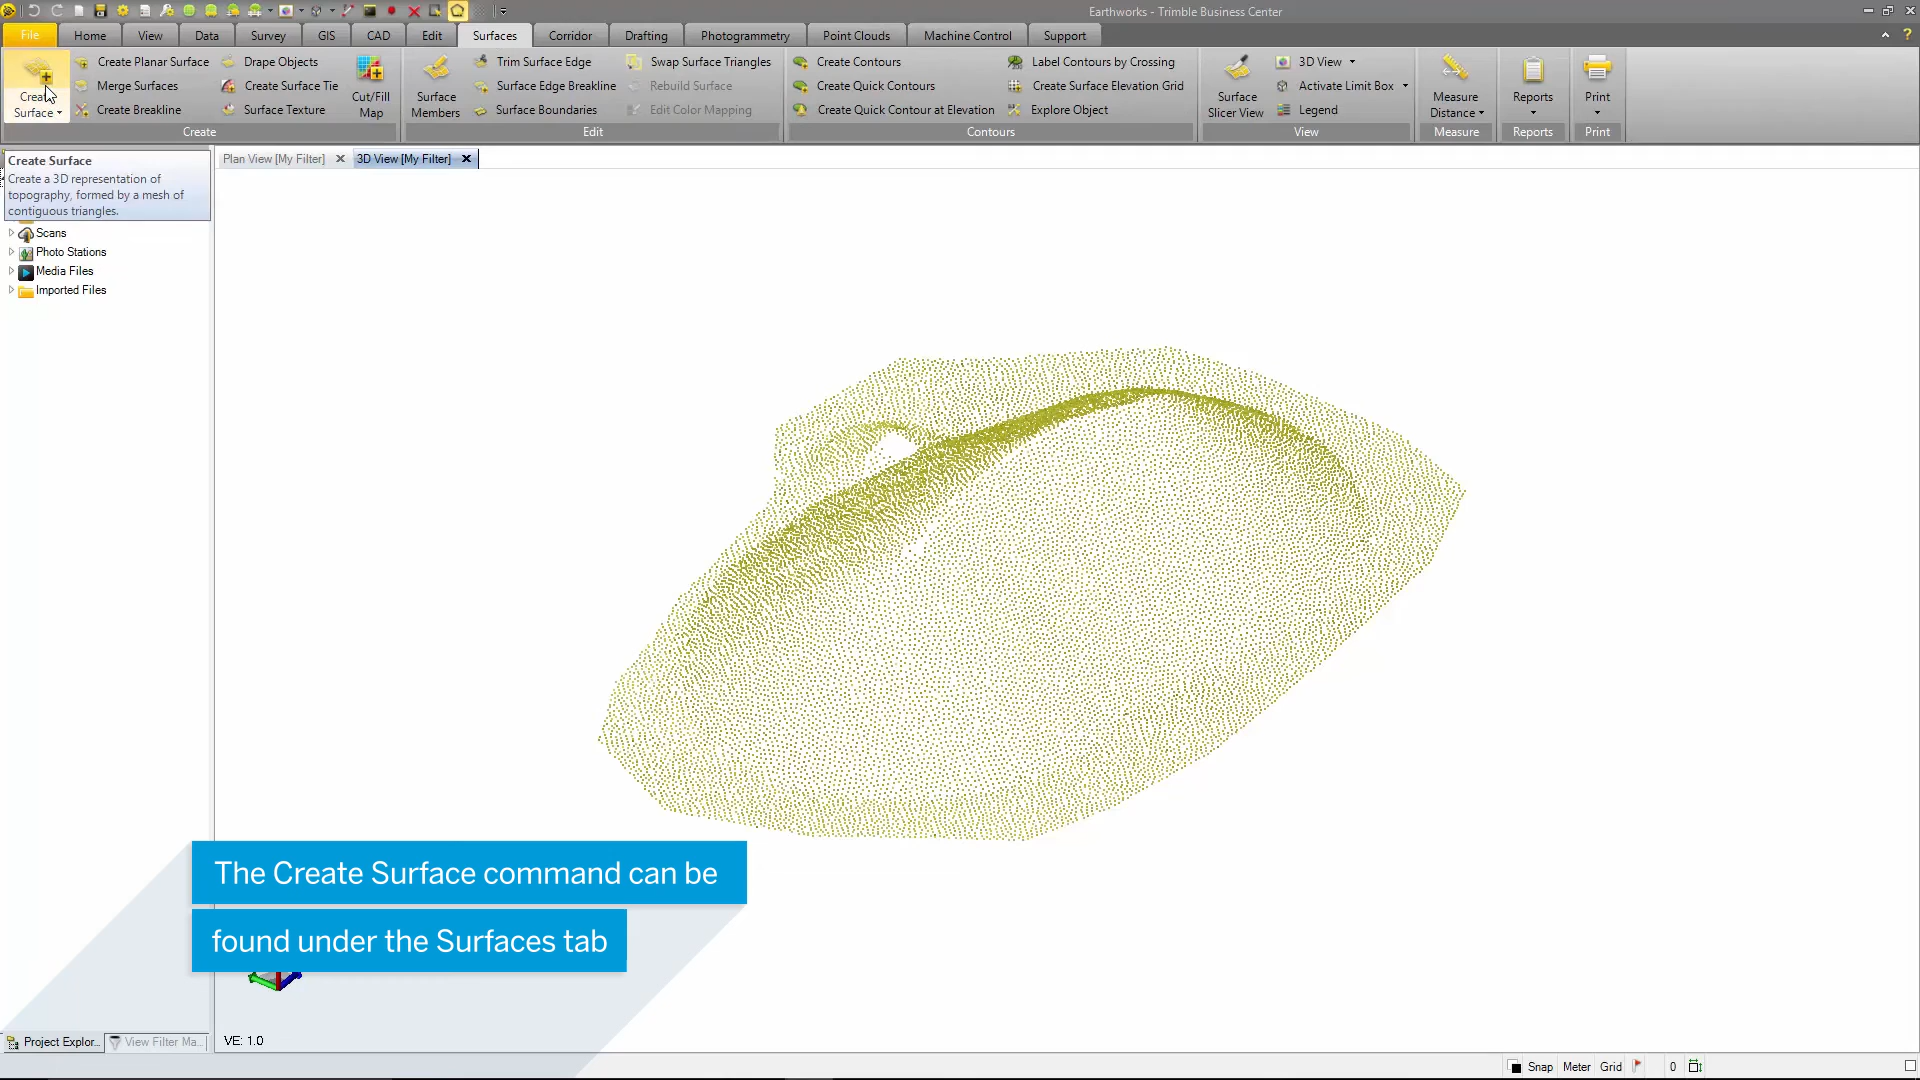 Earthworks - Trimble Business Center
File Home View Data Survey GIS CAD Edit Surfaces Corridor Drafting Photogrammetry Point Clouds Machine Control Support
Create Surface
Create Planar Surface
Merge Surfaces
Create Breakline
Drape Objects
Create Surface Tie
Surface Texture
Cut/Fill Map
Create
Surface Members
Trim Surface Edge
Surface Edge Breakline
Surface Boundaries
Swap Surface Triangles
Rebuild Surface
Edit Color Mapping
Edit
Create Contours
Create Quick Contours
Create Quick Contour at Elevation
Label Contours by Crossing
Create Surface Elevation Grid
Explore Object
Contours
Surface Slicer View
3D View
Activate Limit Box
Legend
View
Measure Distance
Measure
Reports
Reports
Print
Print
Create Surface
Create a 3D representation of
topography, formed by a mesh of
contiguous triangles.
Plan View [My Filter]
3D View [My Filter]
Scans
Photo Stations
Media Files
Imported Files
The Create Surface command can be
found under the Surfaces tab
Project Explor...
View Filter Ma...
VE: 1.0
Snap Meter Grid 0